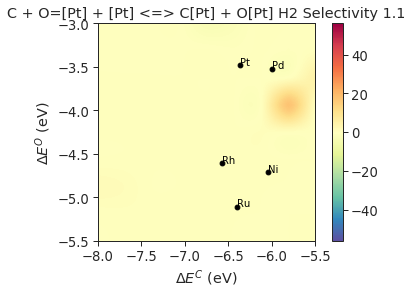 C + O=[Pt] + [Pt] <=> C[Pt] + O[Pt] H2 Selectivity 1.1
−3.0
−3.5
−4.0
−4.5
−5.0
−5.5
ΔE^O (eV)
Pt
Pd
Rh
Ni
Ru
−8.0 −7.5 −7.0 −6.5 −6.0 −5.5
ΔE^C (eV)
40
20
0
−20
−40